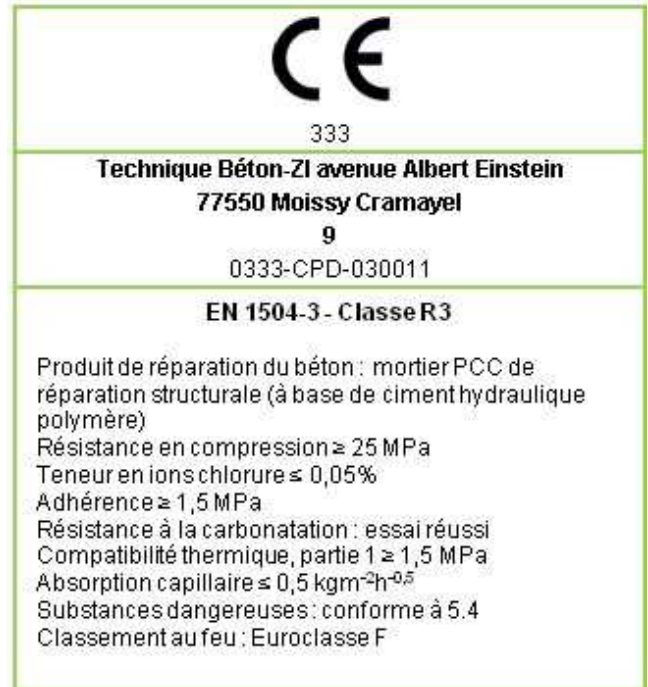 CE
333
Technique Béton-ZI avenue Albert Einstein
77550 Moissy Cramayel
9
0333-CPD-030011
EN 1504-3 - Classe R3
Produit de réparation du béton : mortier PCC de
réparation structurale (à base de ciment hydraulique
polymère)
Résistance en compression ≥ 25 MPa
Teneur en ions chlorure ≤ 0,05%
Adhérence ≥ 1,5 MPa
Résistance à la carbonatation : essai réussi
Compatibilité thermique, partie 1 ≥ 1,5 MPa
Absorption capillaire ≤ 0,5 kgm⁻²h⁻⁰·⁵
Substances dangereuses : conforme à 5.4
Classement au feu : Euroclasse F